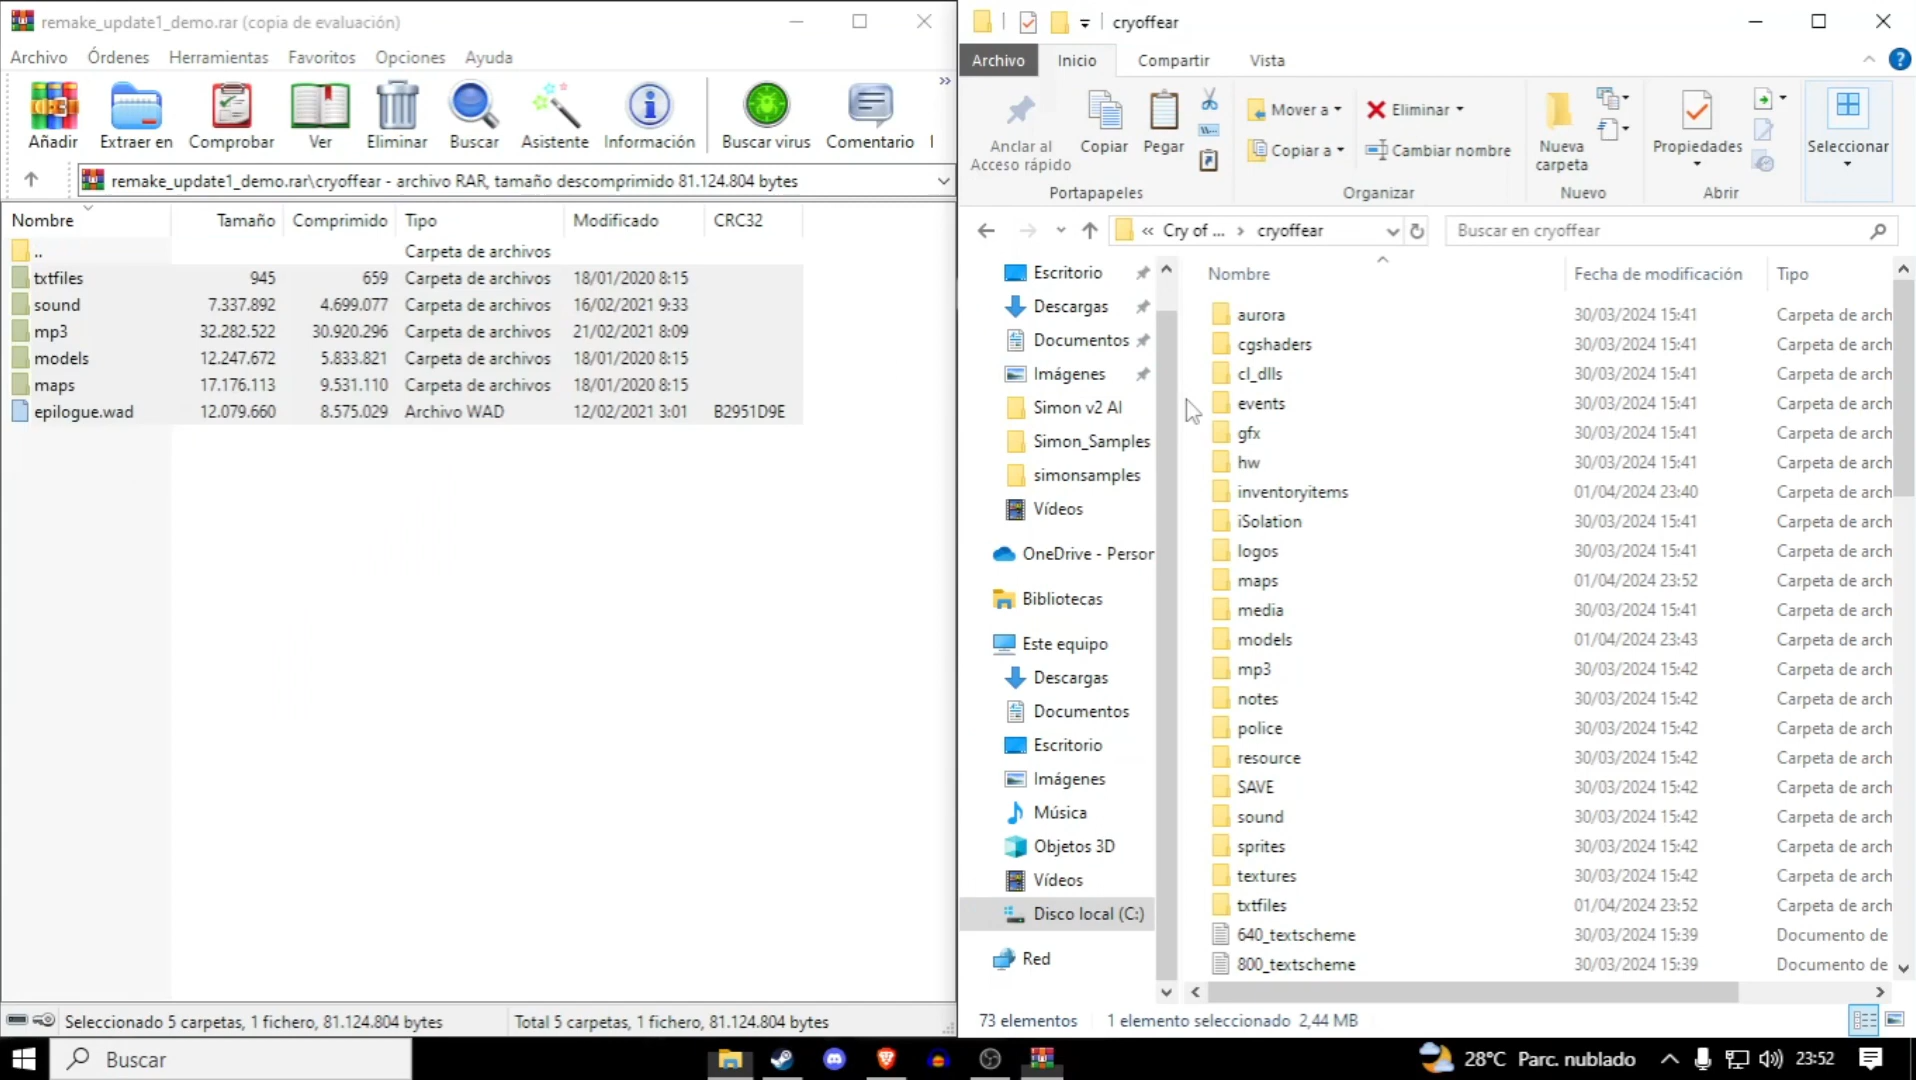 remake_update1_demo.rar (copia de evaluación)
Archivo Órdenes Herramientas Favoritos Opciones Ayuda
Añadir Extraer en Comprobar Ver Eliminar Buscar Asistente Información Buscar virus Comentario
remake_update1_demo.rar\cryoffear - archivo RAR, tamaño descomprimido 81.124.804 bytes
Nombre Tamaño Comprimido Tipo Modificado CRC32
.. Carpeta de archivos
txtfiles 945 659 Carpeta de archivos 18/01/2020 8:15
sound 7.337.892 4.699.077 Carpeta de archivos 16/02/2021 9:33
mp3 32.282.522 30.920.296 Carpeta de archivos 21/02/2021 8:09
models 12.247.672 5.833.821 Carpeta de archivos 18/01/2020 8:15
maps 17.176.113 9.531.110 Carpeta de archivos 18/01/2020 8:15
epilogue.wad 12.079.660 8.575.029 Archivo WAD 12/02/2021 3:01 B2951D9E
Seleccionado 5 carpetas, 1 fichero, 81.124.804 bytes
Total 5 carpetas, 1 fichero, 81.124.804 bytes
cryoffear
Archivo Inicio Compartir Vista
Anclar al
Acceso rápido
Copiar
Pegar
Portapapeles
Mover a
Copiar a
Eliminar
Cambiar nombre
Organizar
Nueva
carpeta
Nuevo
Propiedades
Abrir
Seleccionar
« Cry of ... › cryoffear
Buscar en cryoffear
Escritorio
Descargas
Documentos
Imágenes
Simon v2 AI
Simon_Samples
simonsamples
Vídeos
OneDrive - Person
Bibliotecas
Este equipo
Descargas
Documentos
Escritorio
Imágenes
Música
Objetos 3D
Vídeos
Disco local (C:)
Red
Nombre Fecha de modificación Tipo
aurora 30/03/2024 15:41 Carpeta de arch
cgshaders 30/03/2024 15:41 Carpeta de arch
cl_dlls 30/03/2024 15:41 Carpeta de arch
events 30/03/2024 15:41 Carpeta de arch
gfx 30/03/2024 15:41 Carpeta de arch
hw 30/03/2024 15:41 Carpeta de arch
inventoryitems 01/04/2024 23:40 Carpeta de arch
iSolation 30/03/2024 15:41 Carpeta de arch
logos 30/03/2024 15:41 Carpeta de arch
maps 01/04/2024 23:52 Carpeta de arch
media 30/03/2024 15:41 Carpeta de arch
models 01/04/2024 23:43 Carpeta de arch
mp3 30/03/2024 15:42 Carpeta de arch
notes 30/03/2024 15:42 Carpeta de arch
police 30/03/2024 15:42 Carpeta de arch
resource 30/03/2024 15:42 Carpeta de arch
SAVE 30/03/2024 15:42 Carpeta de arch
sound 30/03/2024 15:42 Carpeta de arch
sprites 30/03/2024 15:42 Carpeta de arch
textures 30/03/2024 15:42 Carpeta de arch
txtfiles 01/04/2024 23:52 Carpeta de arch
640_textscheme 30/03/2024 15:39 Documento de
800_textscheme 30/03/2024 15:39 Documento de
73 elementos 1 elemento seleccionado 2,44 MB
Buscar
28°C Parc. nublado
23:52